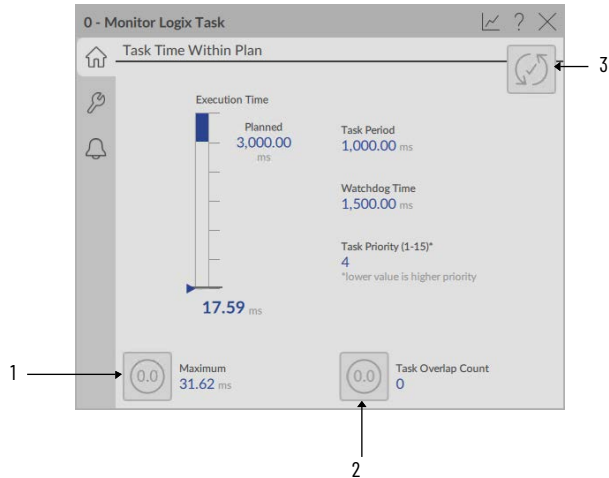 0 - Monitor Logix Task
?
Task Time Within Plan
3
Execution Time
Planned
3,000.00
ms
Task Period
1,000.00 ms
Watchdog Time
1,500.00 ms
Task Priority (1-15)*
4
*lower value is higher priority
17.59 ms
1
0.0
Maximum
31.62 ms
0.0
Task Overlap Count
0
2